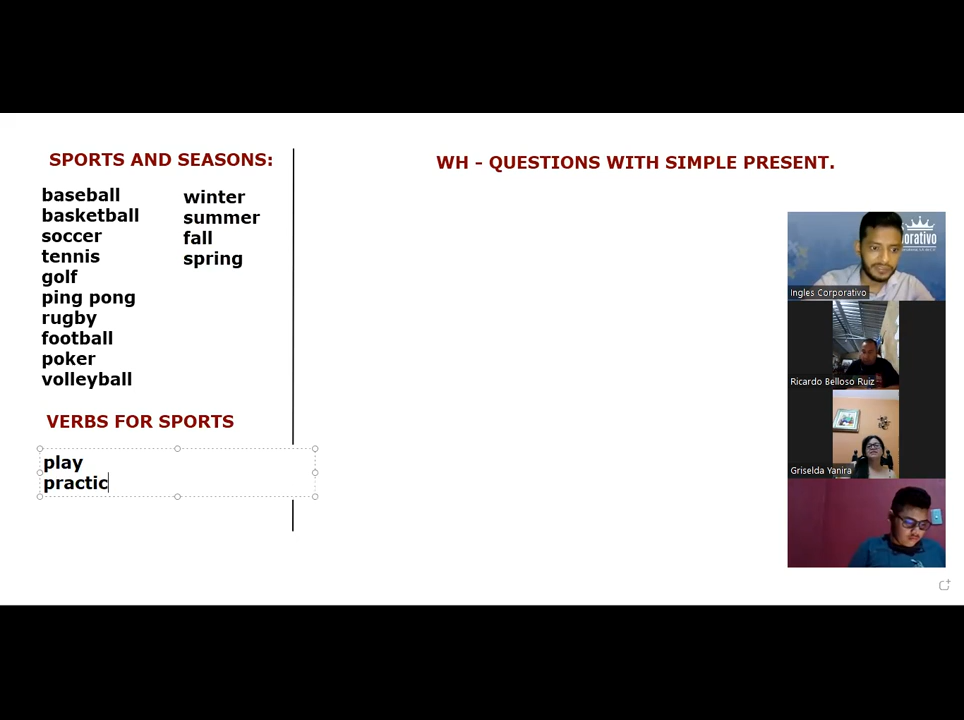 SPORTS AND SEASONS:
baseball
basketball
soccer
tennis
golf
ping pong
rugby
football
poker
volleyball
winter
summer
fall
spring
VERBS FOR SPORTS
play
practic
WH - QUESTIONS WITH SIMPLE PRESENT.
orativo
Ingles Corporativo
Ricardo Belloso Ruiz
Griselda Yanira